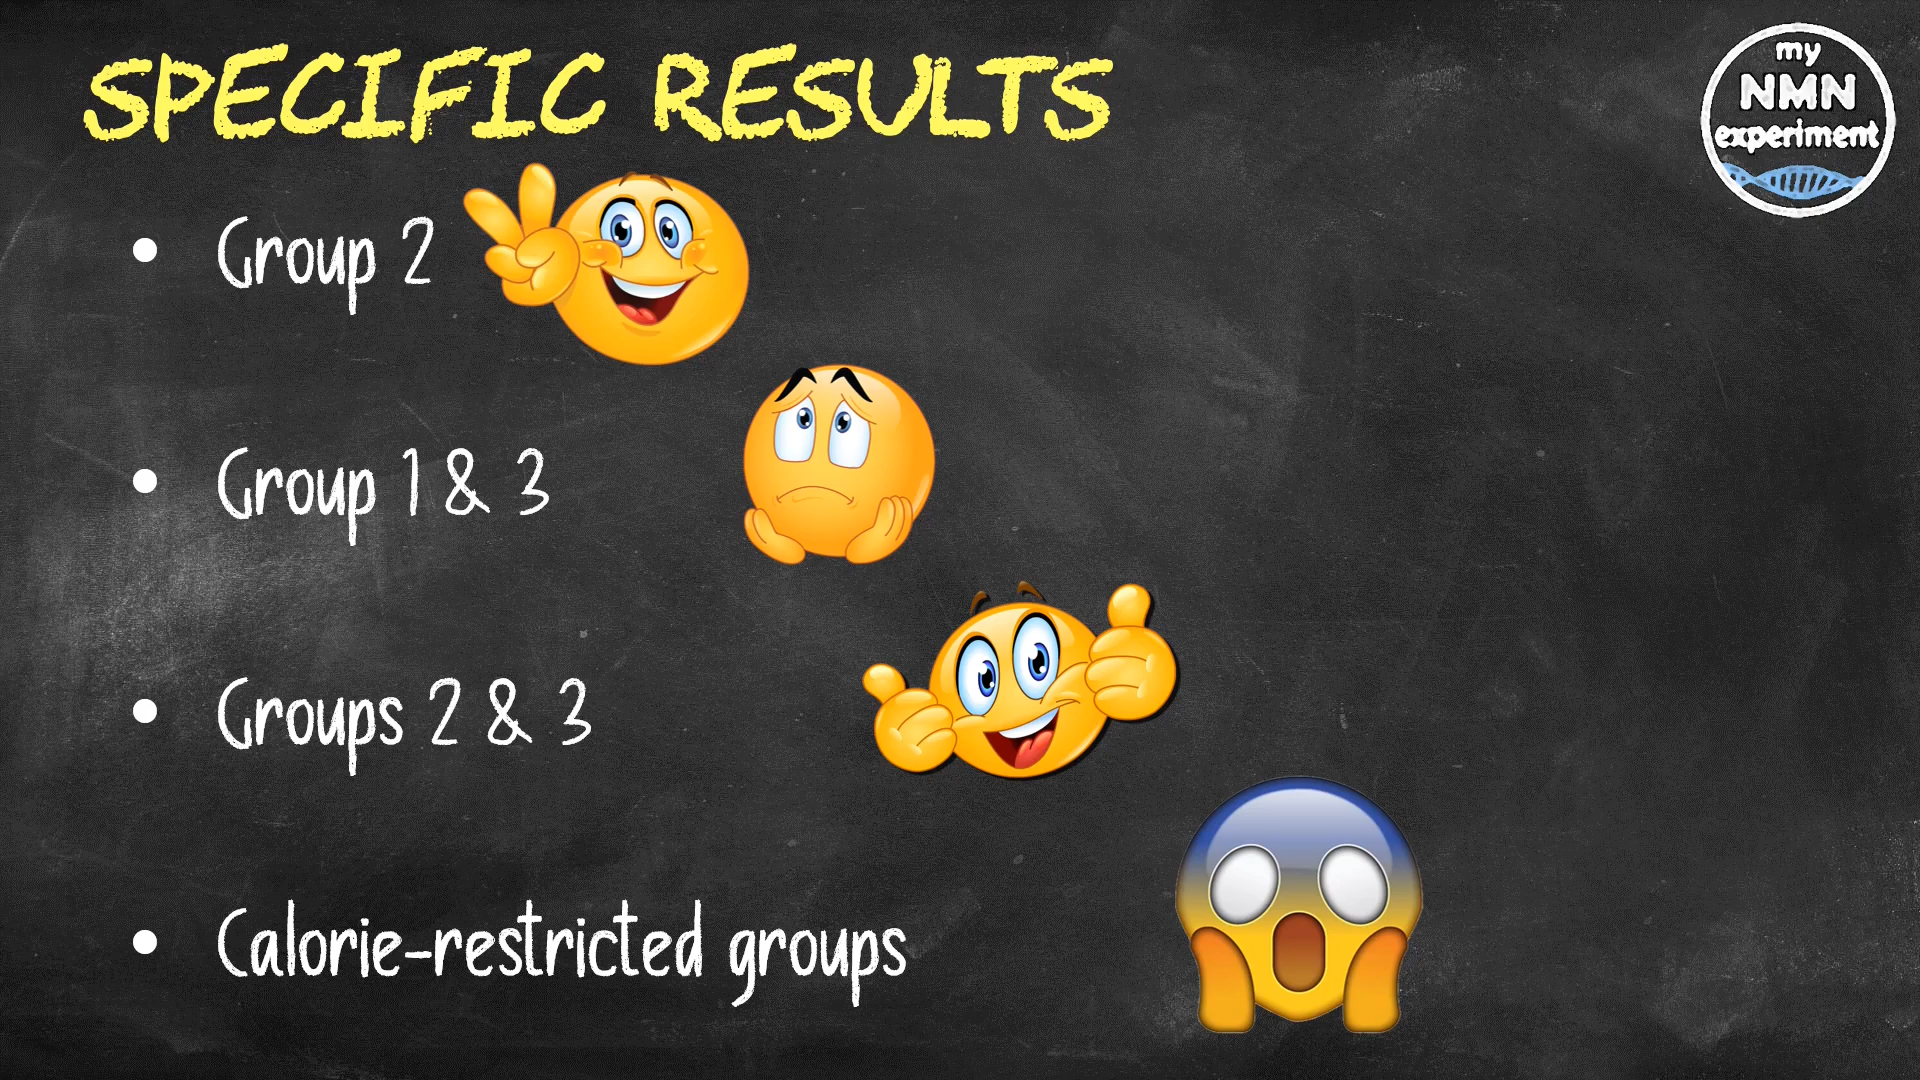 SPECIFIC RESULTS
my
NMN
experiment
• Group 2
• Group 1 & 3
• Groups 2 & 3
• Calorie-restricted groups